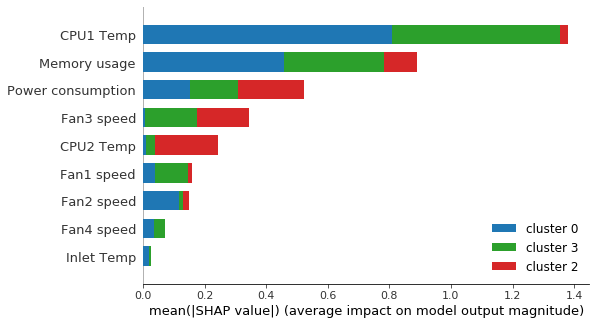 CPU1 Temp
Memory usage
Power consumption
Fan3 speed
CPU2 Temp
Fan1 speed
Fan2 speed
Fan4 speed
Inlet Temp
cluster 0
cluster 3
cluster 2
0.0 0.2 0.4 0.6 0.8 1.0 1.2 1.4
mean(|SHAP value|) (average impact on model output magnitude)